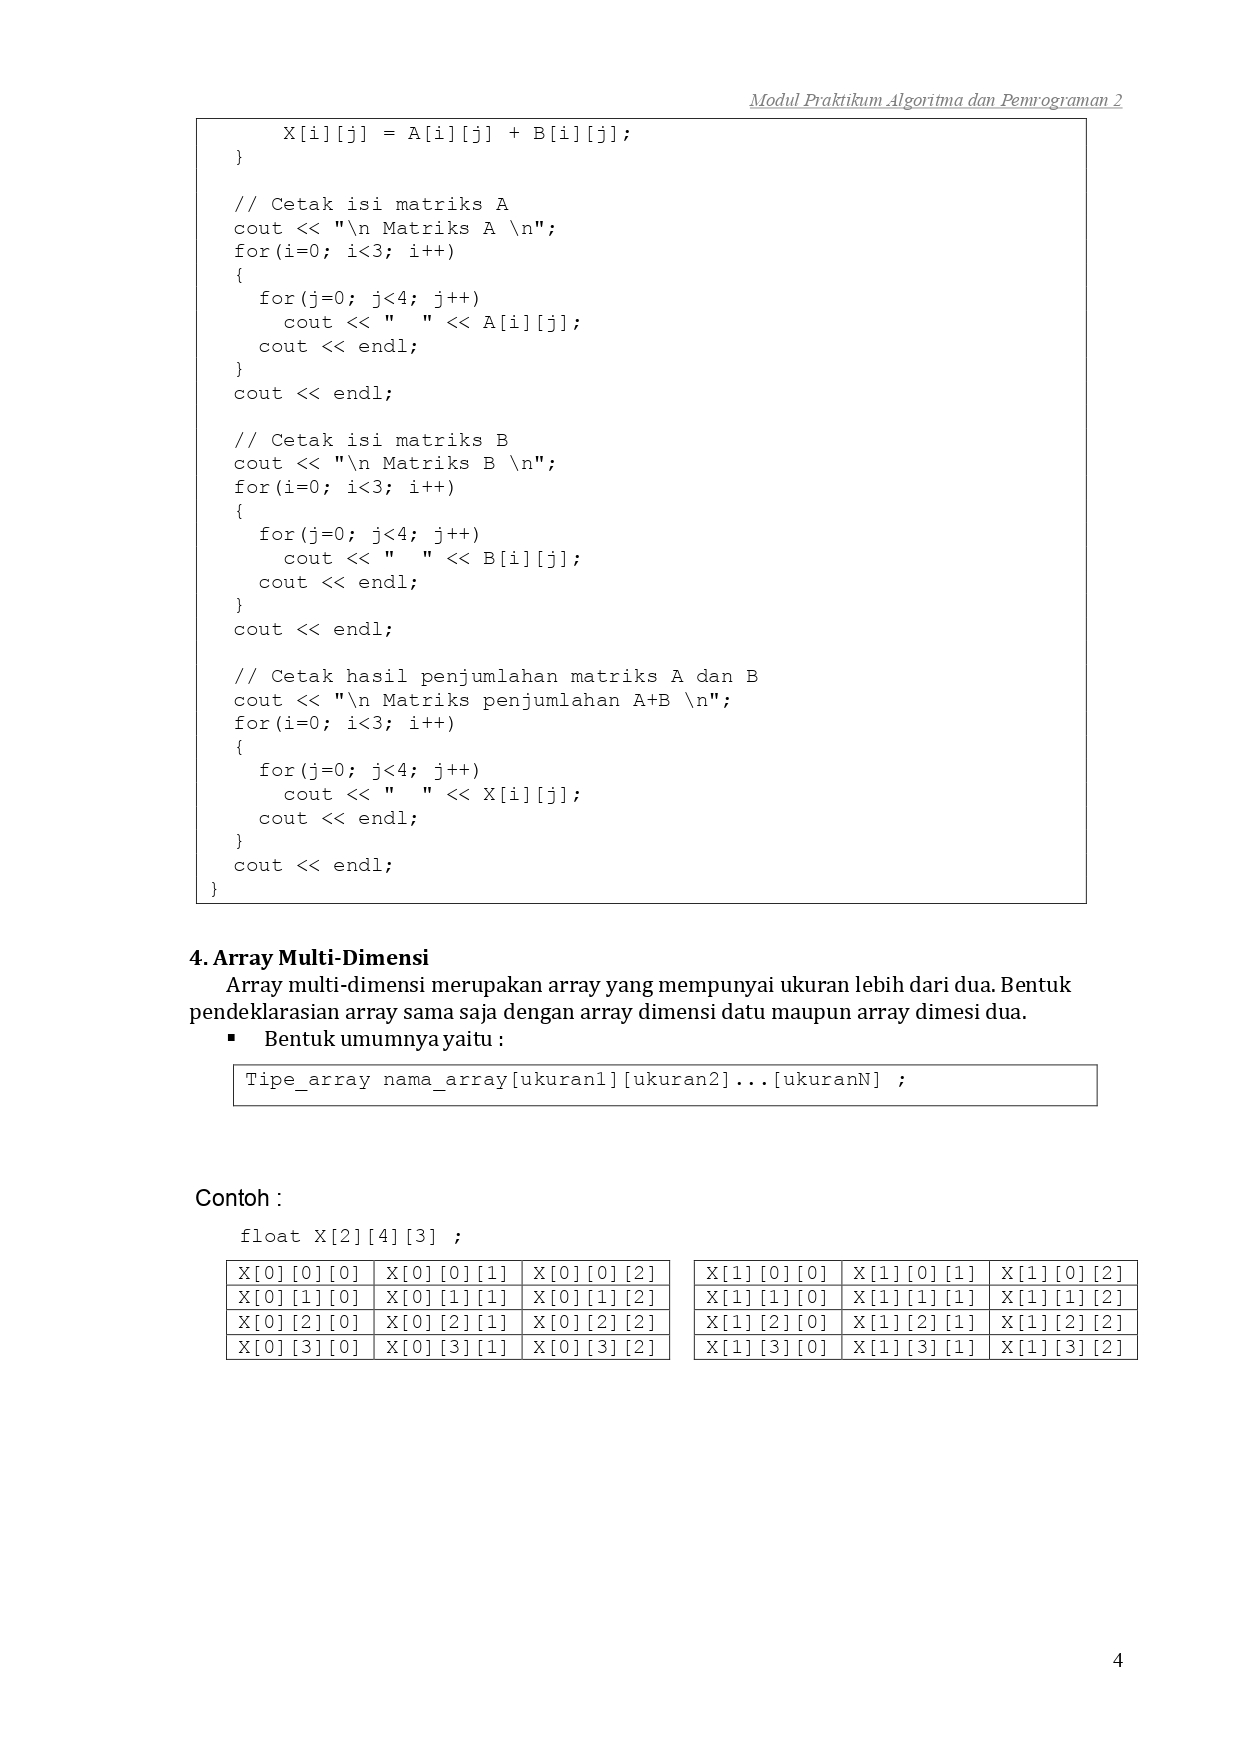 Modul Praktikum Algoritma dan Pemrograman 2
      X[i][j] = A[i][j] + B[i][j];
  }

  // Cetak isi matriks A
  cout << "\n Matriks A \n";
  for(i=0; i<3; i++)
  {
    for(j=0; j<4; j++)
      cout << "  " << A[i][j];
    cout << endl;
  }
  cout << endl;

  // Cetak isi matriks B
  cout << "\n Matriks B \n";
  for(i=0; i<3; i++)
  {
    for(j=0; j<4; j++)
      cout << "  " << B[i][j];
    cout << endl;
  }
  cout << endl;

  // Cetak hasil penjumlahan matriks A dan B
  cout << "\n Matriks penjumlahan A+B \n";
  for(i=0; i<3; i++)
  {
    for(j=0; j<4; j++)
      cout << "  " << X[i][j];
    cout << endl;
  }
  cout << endl;
}
4. Array Multi-Dimensi
Array multi-dimensi merupakan array yang mempunyai ukuran lebih dari dua. Bentuk
pendeklarasian array sama saja dengan array dimensi datu maupun array dimesi dua.
▪ Bentuk umumnya yaitu :
Tipe_array nama_array[ukuran1][ukuran2]...[ukuranN] ;
Contoh :
float X[2][4][3] ;
X[0][0][0] X[0][0][1] X[0][0][2] X[1][0][0] X[1][0][1] X[1][0][2]
X[0][1][0] X[0][1][1] X[0][1][2] X[1][1][0] X[1][1][1] X[1][1][2]
X[0][2][0] X[0][2][1] X[0][2][2] X[1][2][0] X[1][2][1] X[1][2][2]
X[0][3][0] X[0][3][1] X[0][3][2] X[1][3][0] X[1][3][1] X[1][3][2]
4